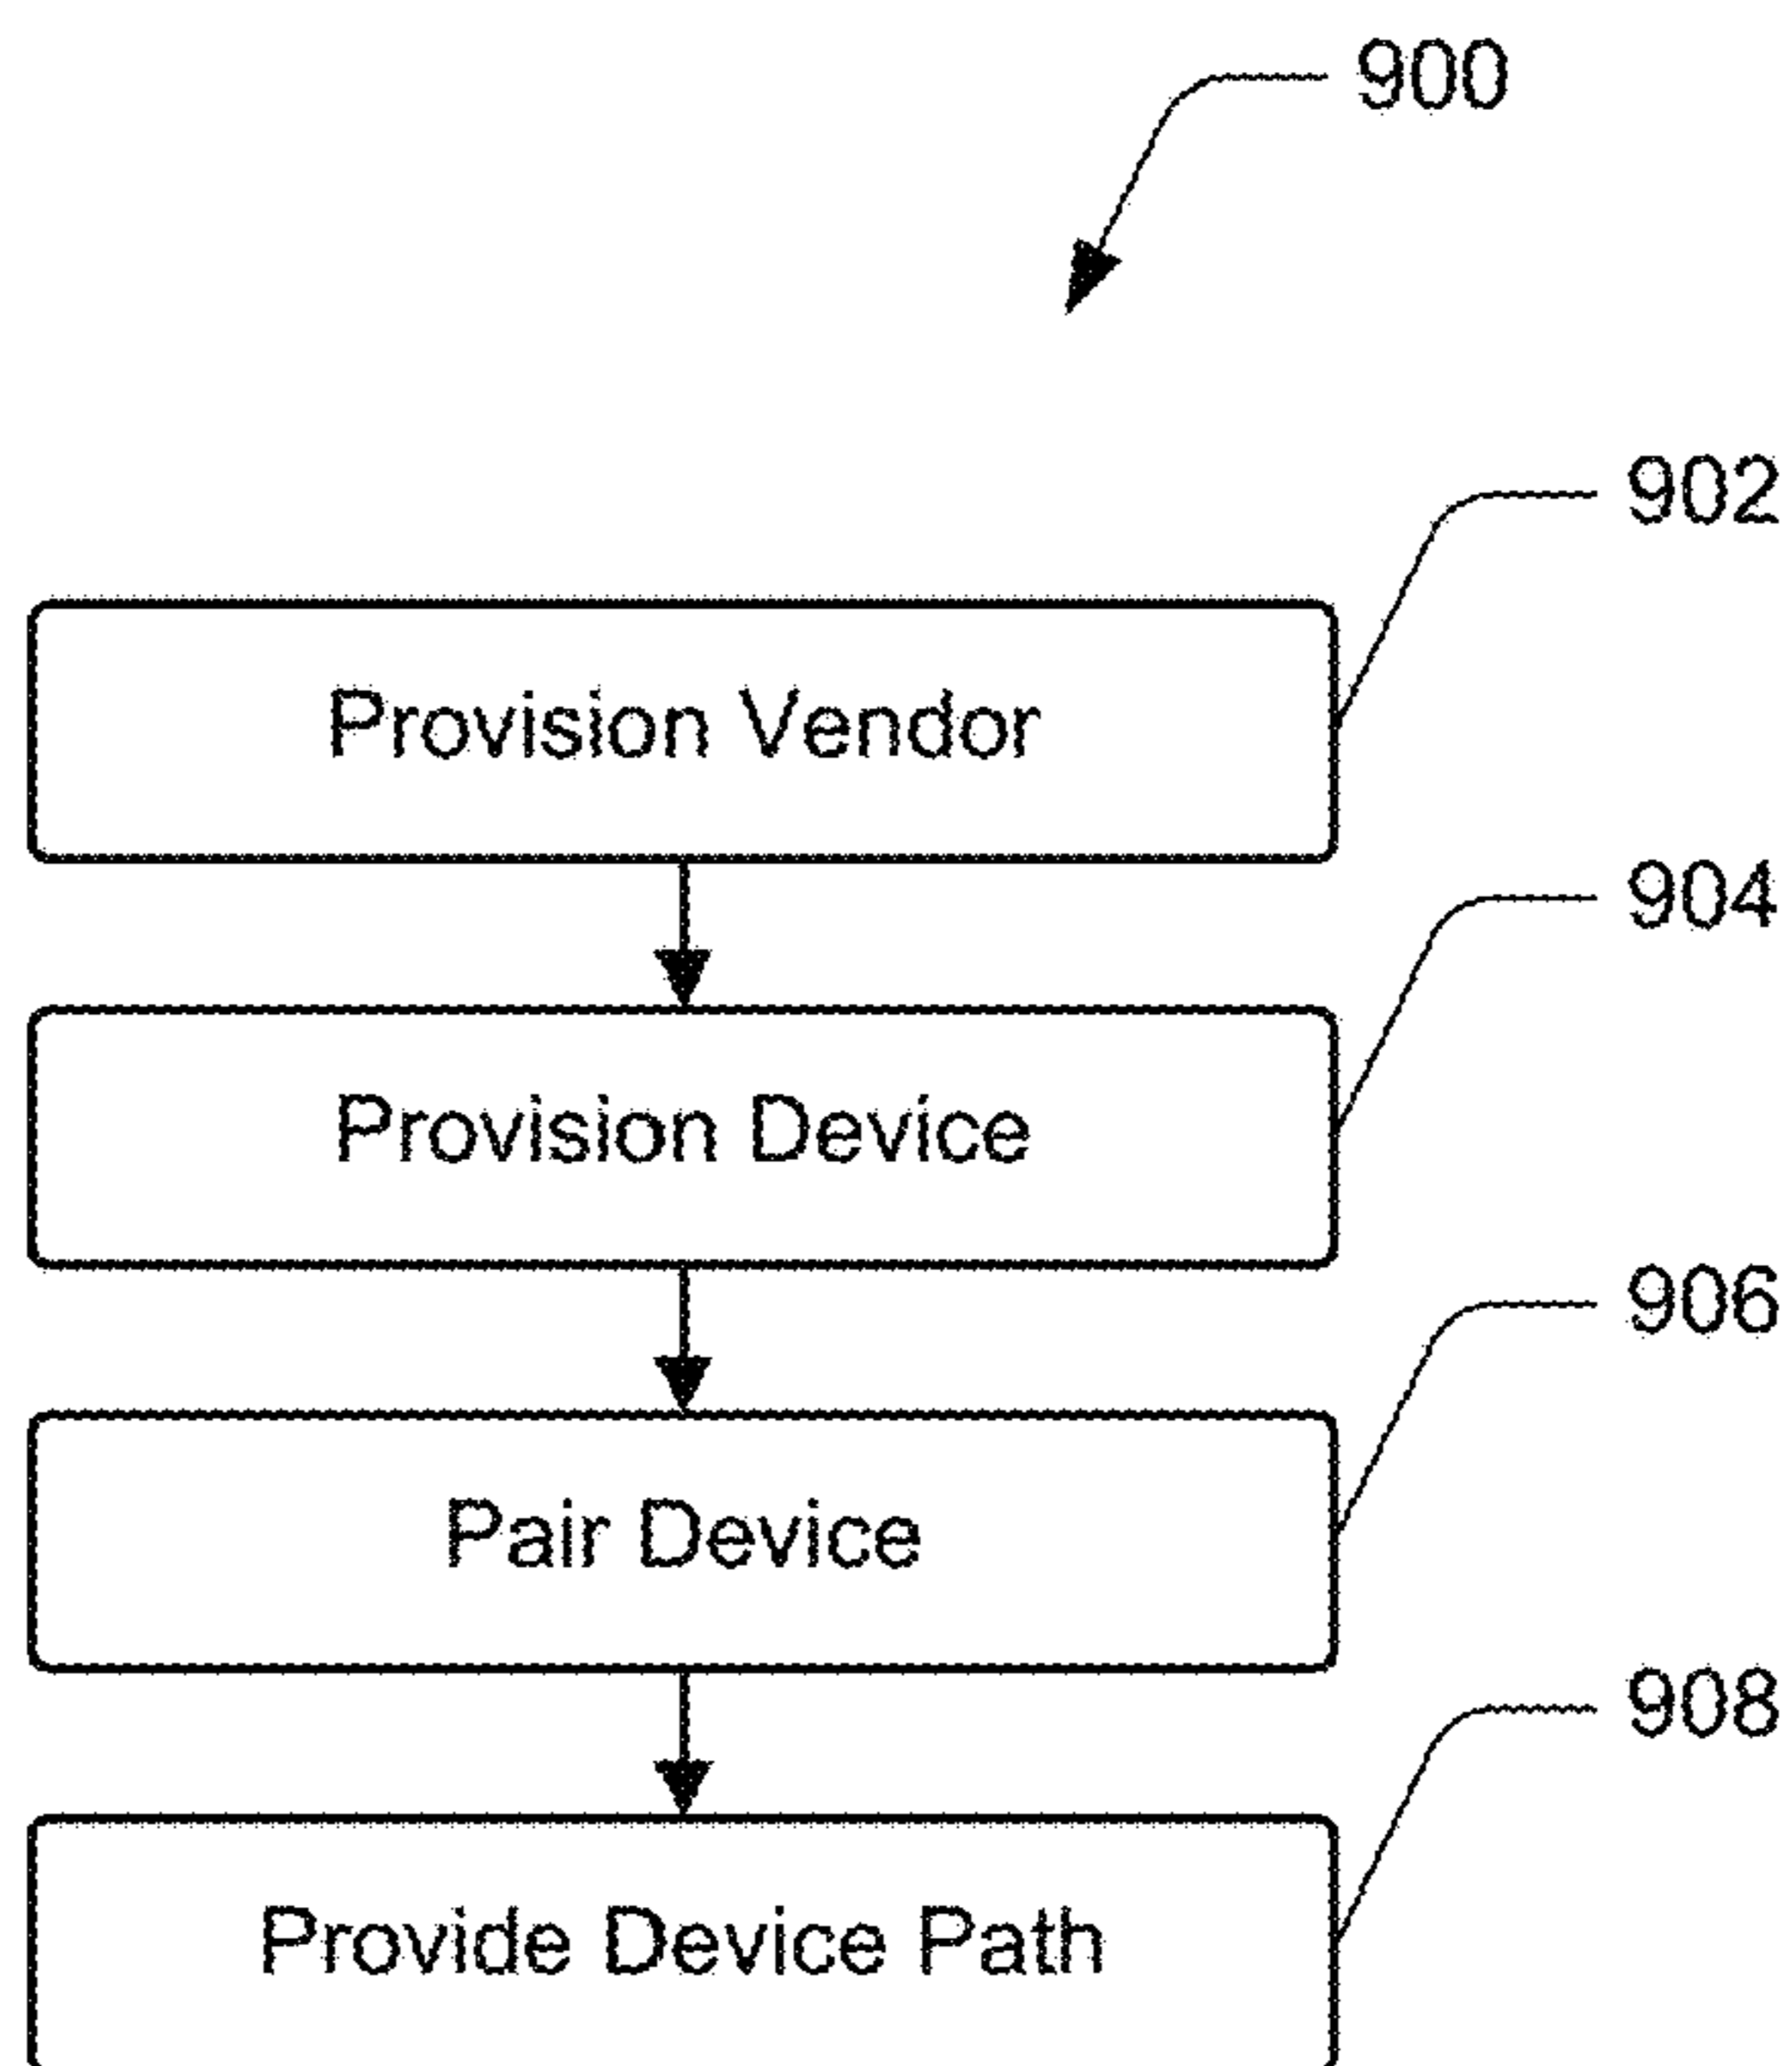 900
902
Provision Vendor
904
Provision Device
906
Pair Device
908
Provide Device Path